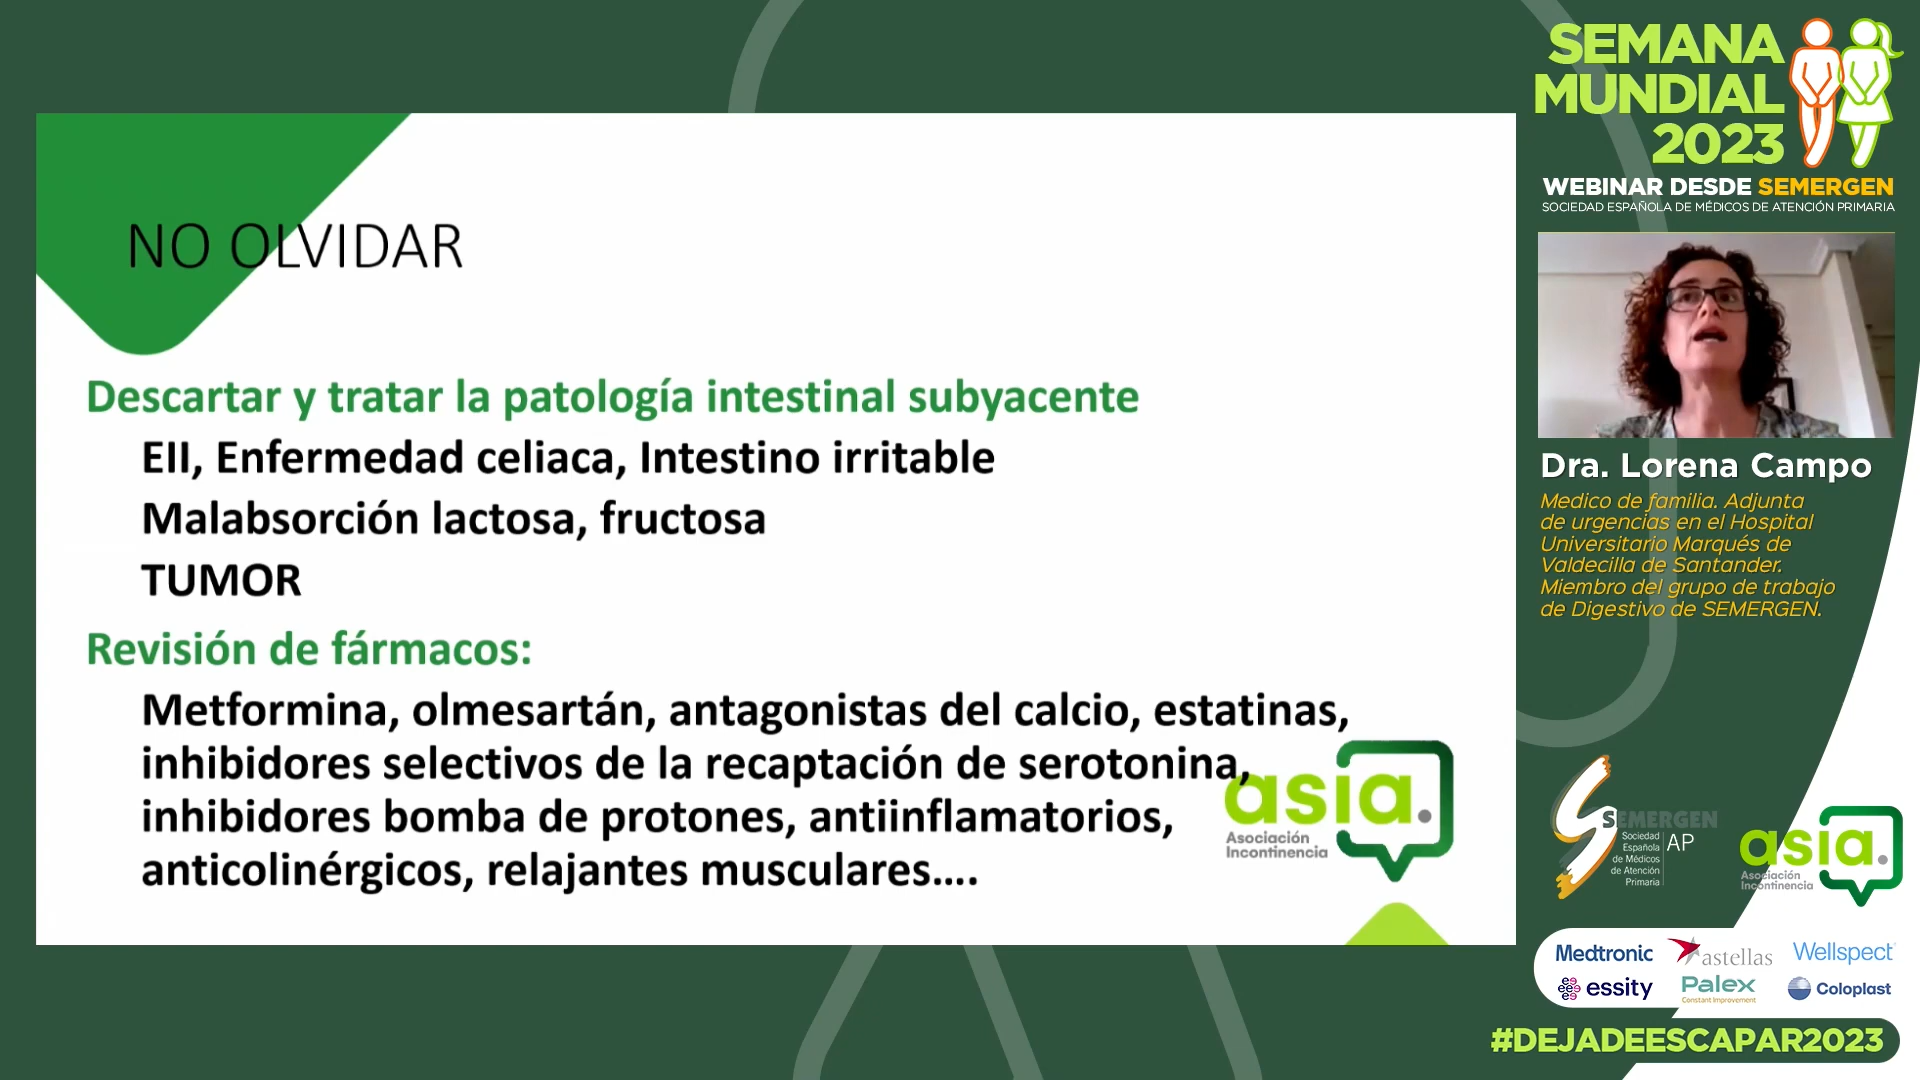 NO OLVIDAR
Descartar y tratar la patología intestinal subyacente
EII, Enfermedad celiaca, Intestino irritable
Malabsorción lactosa, fructosa
TUMOR
Revisión de fármacos:
Metformina, olmesartán, antagonistas del calcio, estatinas,
inhibidores selectivos de la recaptación de serotonina,
inhibidores bomba de protones, antiinflamatorios,
anticolinérgicos, relajantes musculares....
asia.
Asociación
Incontinencia
SEMANA
MUNDIAL
2023
WEBINAR DESDE SEMERGEN
SOCIEDAD ESPAÑOLA DE MÉDICOS DE ATENCIÓN PRIMARIA
Dra. Lorena Campo
Medico de familia. Adjunta
de urgencias en el Hospital
Universitario Marqués de
Valdecilla de Santander.
Miembro del grupo de trabajo
de Digestivo de SEMERGEN.
SEMERGEN
Sociedad
Española
de Médicos
de Atención
Primaria
AP
asia.
Asociación
Incontinencia
Medtronic astellas Wellspect
essity Palex Coloplast
Constant Improvement
#DEJADEESCAPAR2023